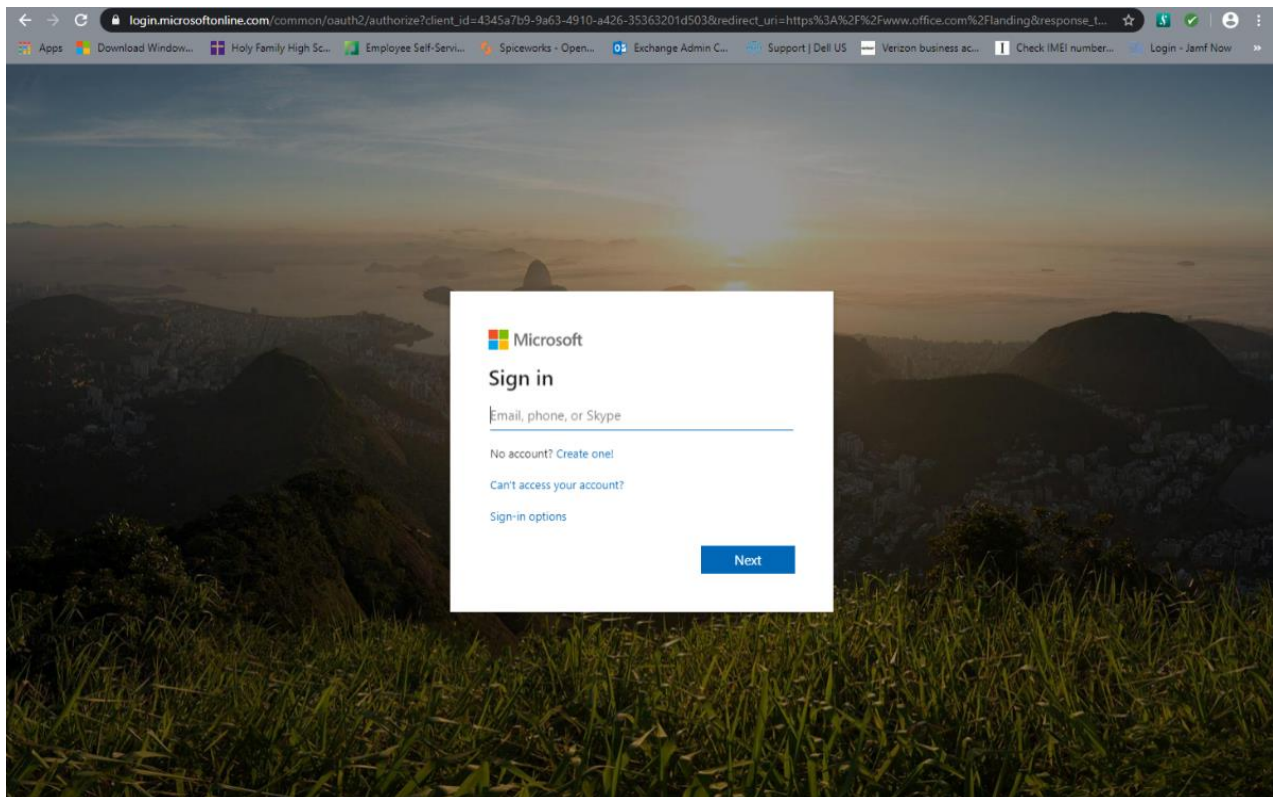 login.microsoftonline.com/common/oauth2/authorize?client_id=4345a7b9-9a63-4910-a426-35363201d503&redirect_uri=https%3A%2F%2Fwww.office.com%2Flanding&response_t...
Apps Download Window... Holy Family High Sc... Employee Self-Servi... Spiceworks - Open... Exchange Admin C... Support | Dell US Verizon business ac... Check IMEI number... Login - Jamf Now »
Microsoft
Sign in
Email, phone, or Skype
No account? Create one!
Can't access your account?
Sign-in options
Next